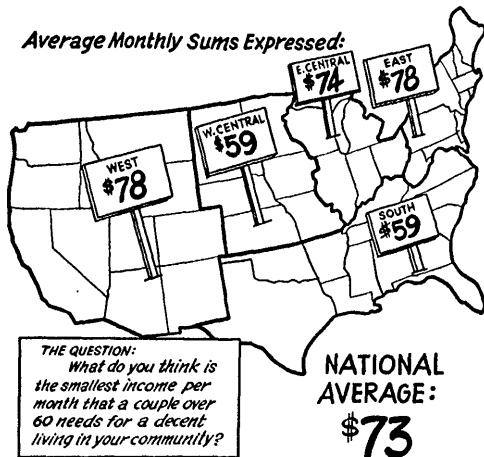 Average Monthly Sums Expressed:
E. CENTRAL
$74
EAST
$78
W. CENTRAL
$59
WEST
$78
SOUTH
$59
THE QUESTION:
What do you think is
the smallest income per
month that a couple over
60 needs for a decent
living in your community?
NATIONAL
AVERAGE:
$73